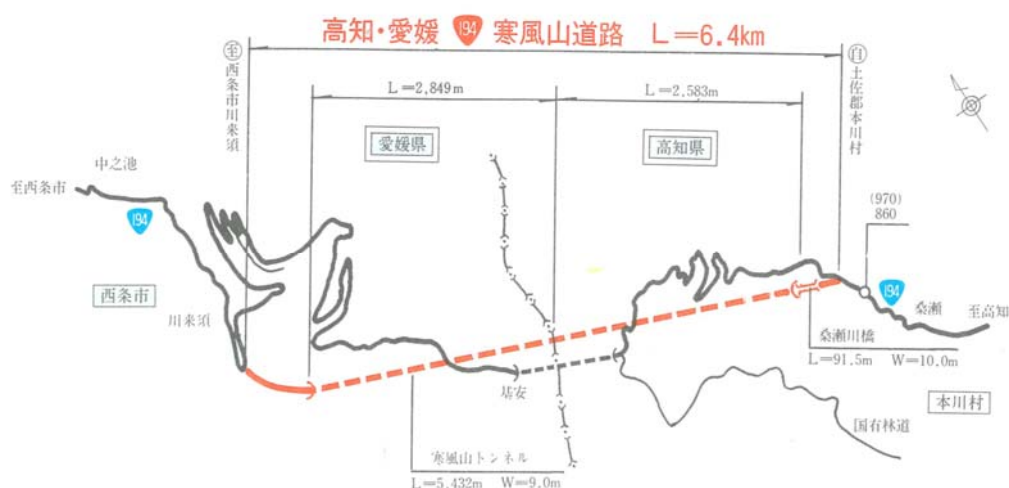 高知・愛媛 194 寒風山道路 L=6.4km
至 西条市川来須
自 土佐郡本川村
L=2,849m
L=2,583m
愛媛県
高知県
中之池
至西条市
194
西条市
川来須
(970)
860
194
桑瀬
至高知
桑瀬川橋
L=91.5m W=10.0m
基安
本川村
国有林道
寒風山トンネル
L=5,432m W=9.0m